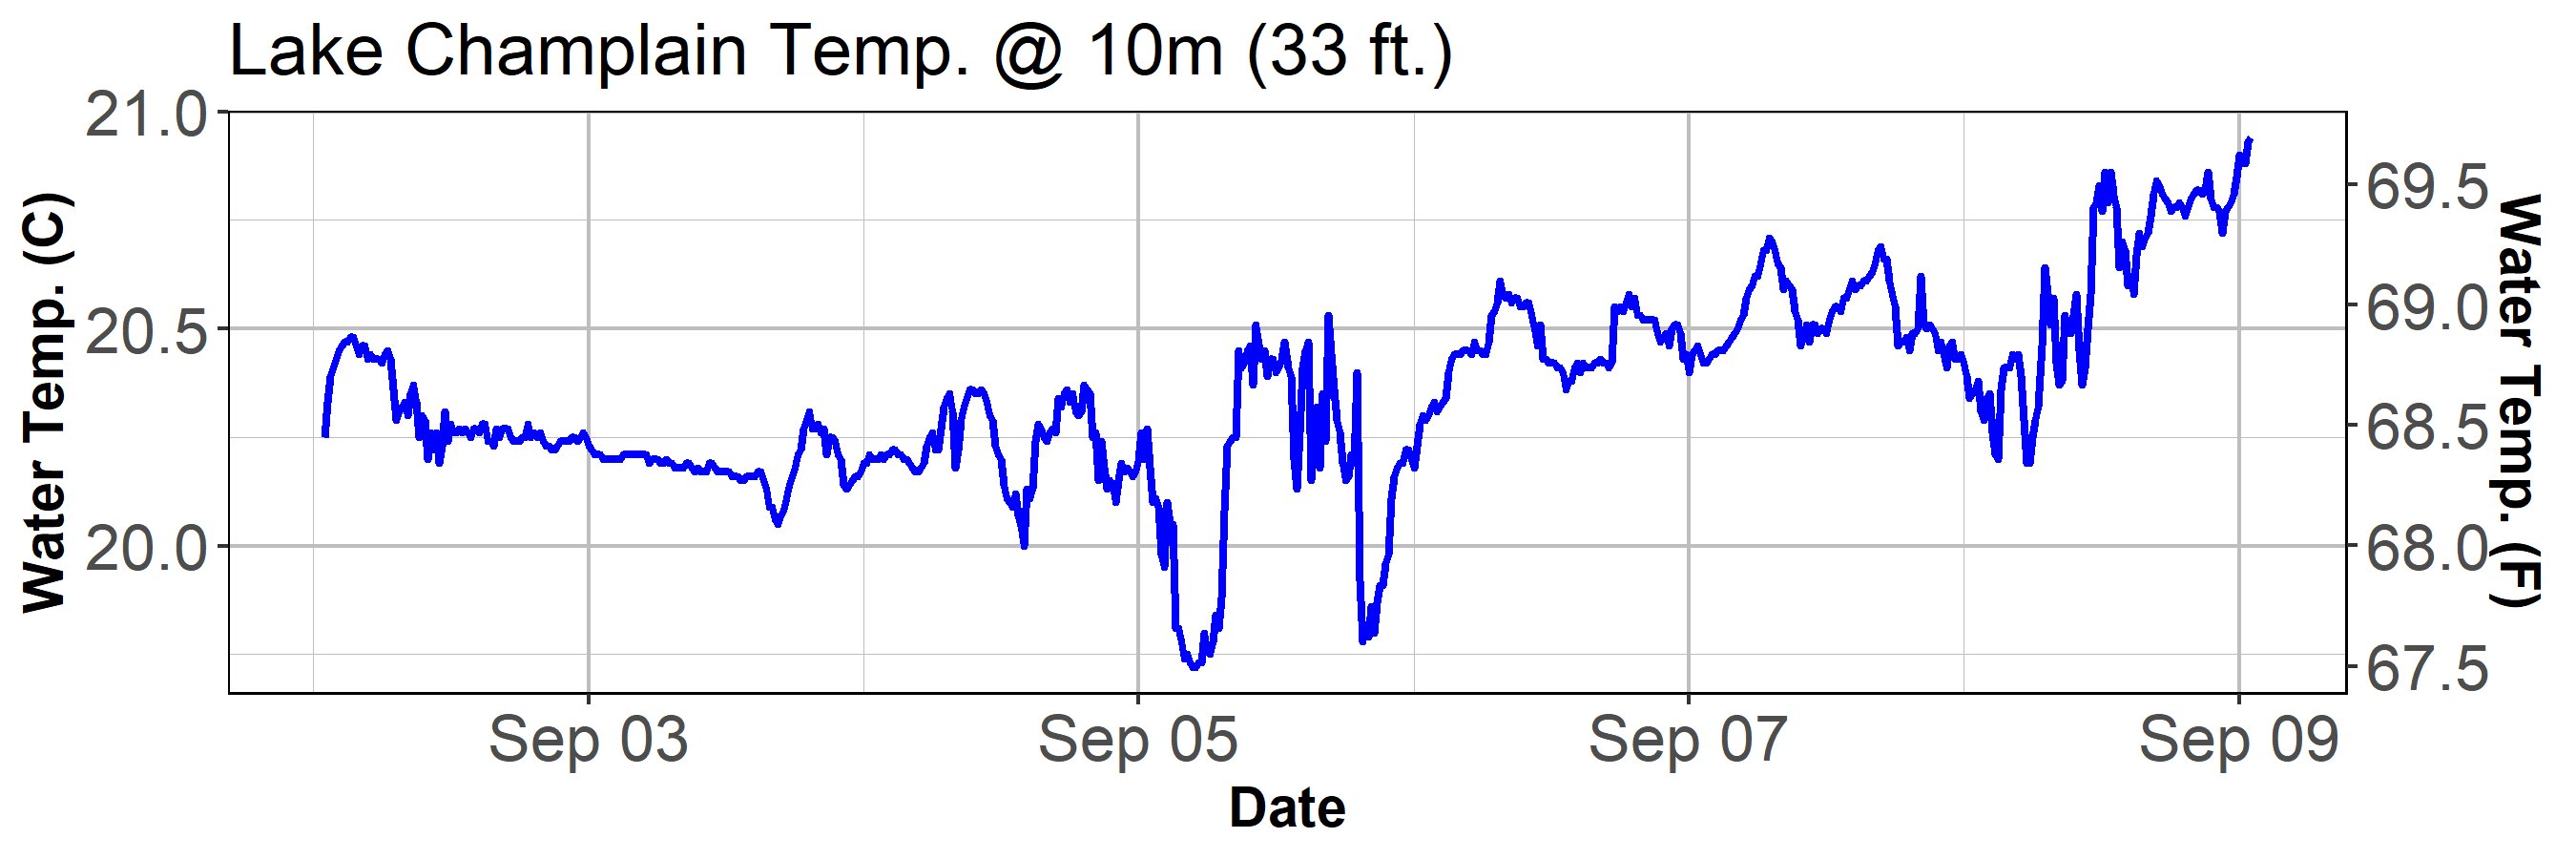 Lake Champlain Temp. @ 10m (33 ft.)
Water Temp. (C)
21.0
20.5
20.0
69.5
69.0
68.5
68.0
67.5
Water Temp. (F)
Sep 03 Sep 05 Sep 07 Sep 09
Date